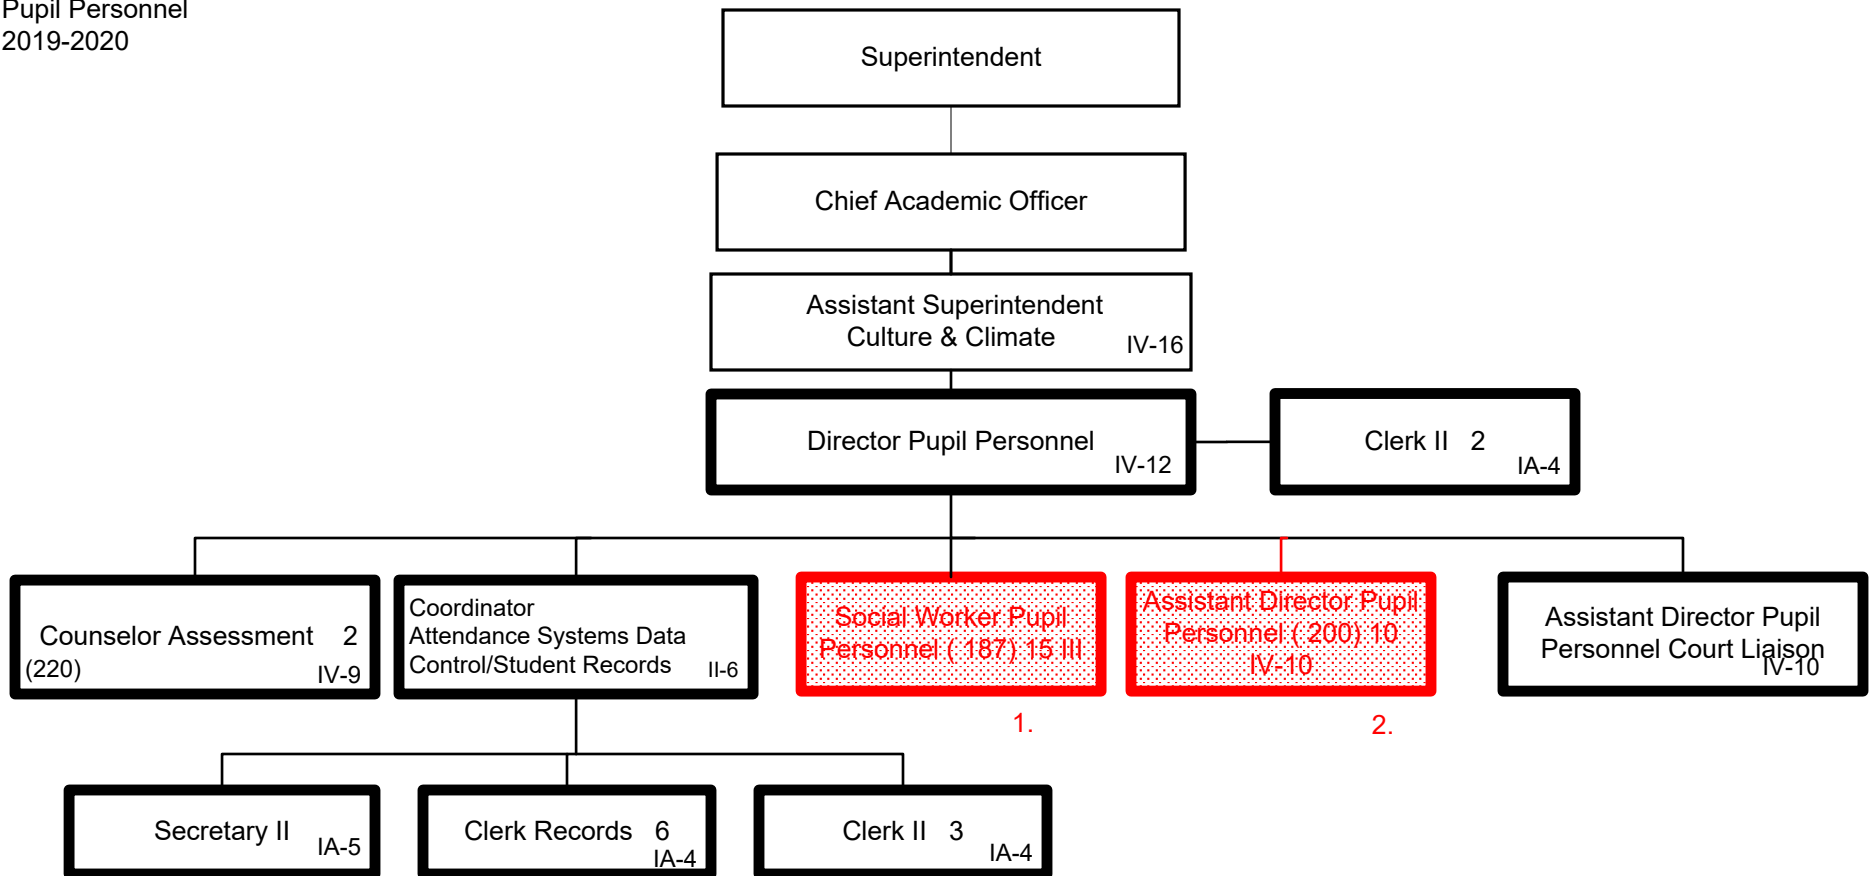 Pupil Personnel
2019-2020
Superintendent
Chief Academic Officer
Assistant Superintendent
Culture & Climate
IV-16
Director Pupil Personnel
IV-12
Clerk II 2
IA-4
Counselor Assessment 2
(220)
IV-9
Coordinator
Attendance Systems Data
Control/Student Records
II-6
Social Worker Pupil
Personnel ( 187) 15 III
1.
Assistant Director Pupil
Personnel ( 200) 10
IV-10
2.
Assistant Director Pupil
Personnel Court Liaison
IV-10
Secretary II
IA-5
Clerk Records 6
IA-4
Clerk II 3
IA-4